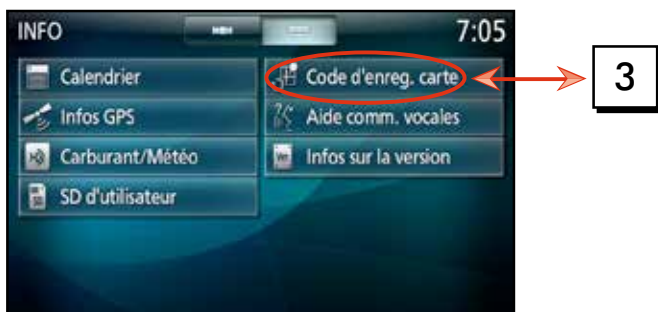 INFO
7:05
Calendrier
Code d'enreg. carte
3
Infos GPS
Aide comm. vocales
Carburant/Météo
Infos sur la version
SD d'utilisateur